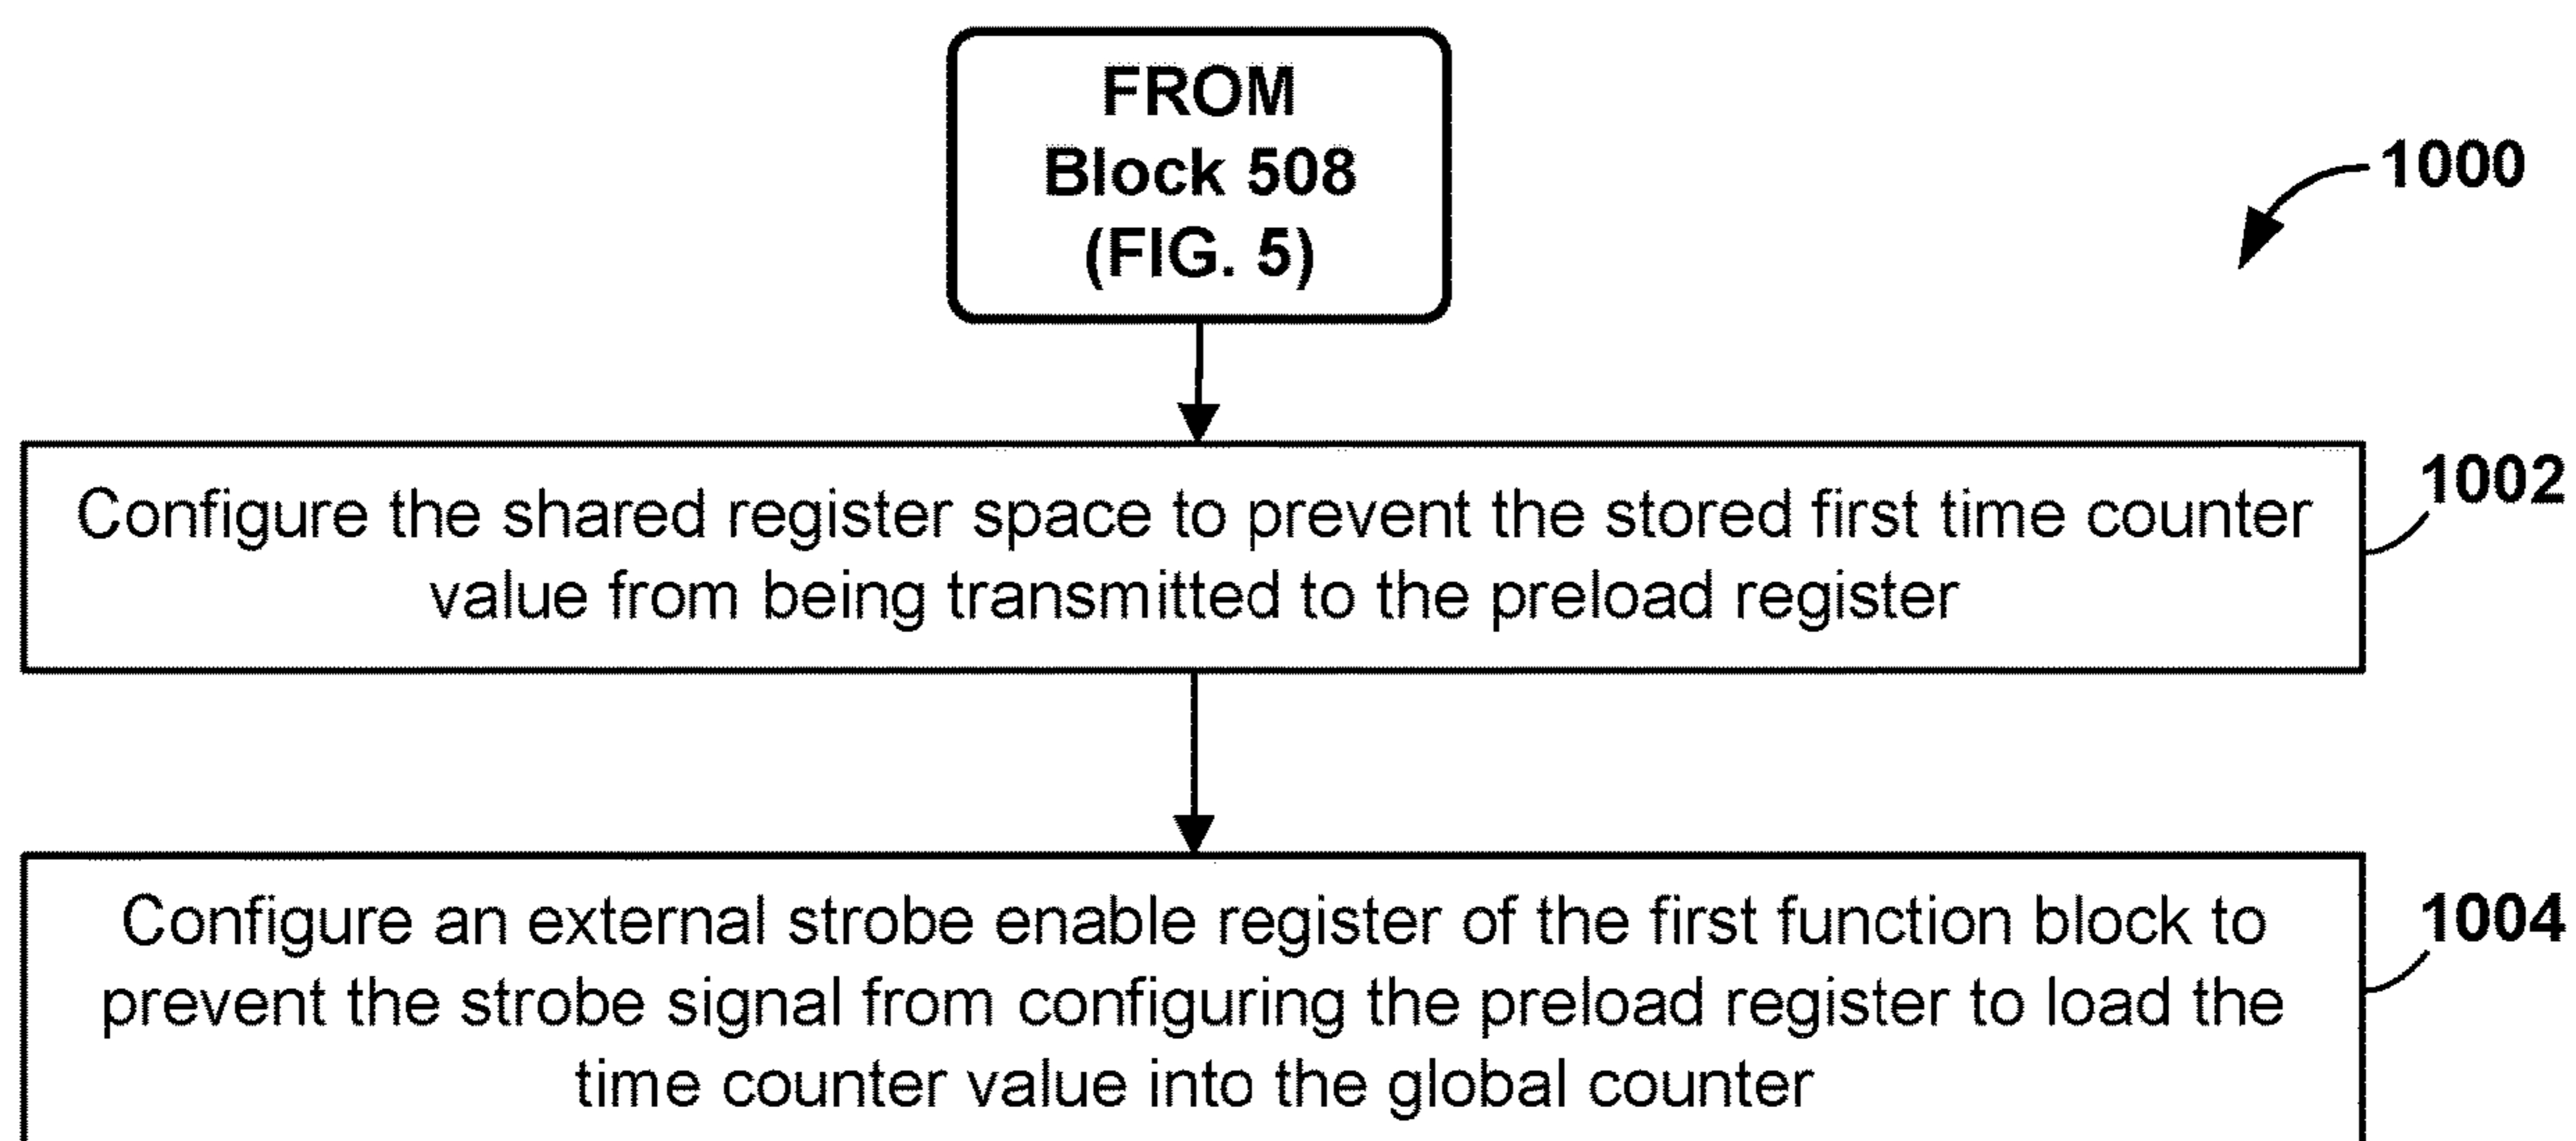 FROM
Block 508
(FIG. 5)
1000
Configure the shared register space to prevent the stored first time counter
value from being transmitted to the preload register
1002
Configure an external strobe enable register of the first function block to
prevent the strobe signal from configuring the preload register to load the
time counter value into the global counter
1004